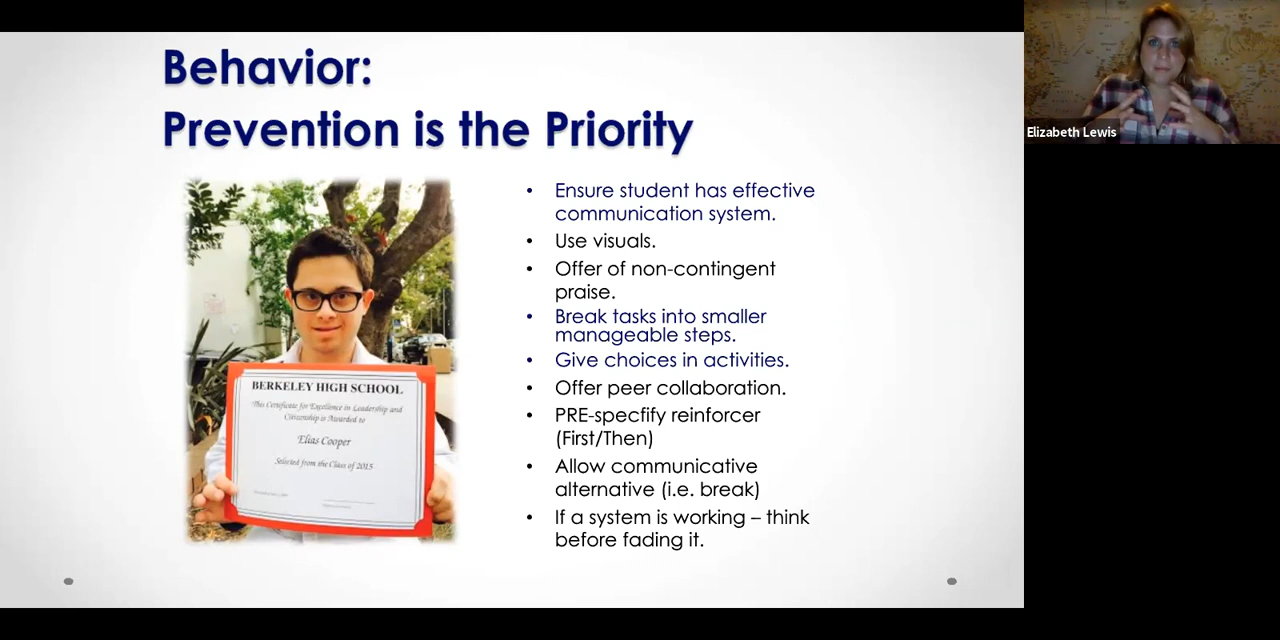 Behavior:
Prevention is the Priority
• Ensure student has effective
communication system.
• Use visuals.
• Offer of non-contingent
praise.
• Break tasks into smaller
manageable steps.
• Give choices in activities.
• Offer peer collaboration.
• PRE-specfify reinforcer
(First/Then)
• Allow communicative
alternative (i.e. break)
• If a system is working – think
before fading it.
BERKELEY HIGH SCHOOL
This Certificate for Excellence in Leadership and
Citizenship is Awarded to
Elias Cooper
Selected from the Class of 2015
Elizabeth Lewis